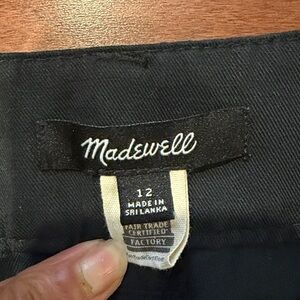 Madewell
12
MADE IN
SRI LANKA
FAIR TRADE
CERTIFIED
FACTORY